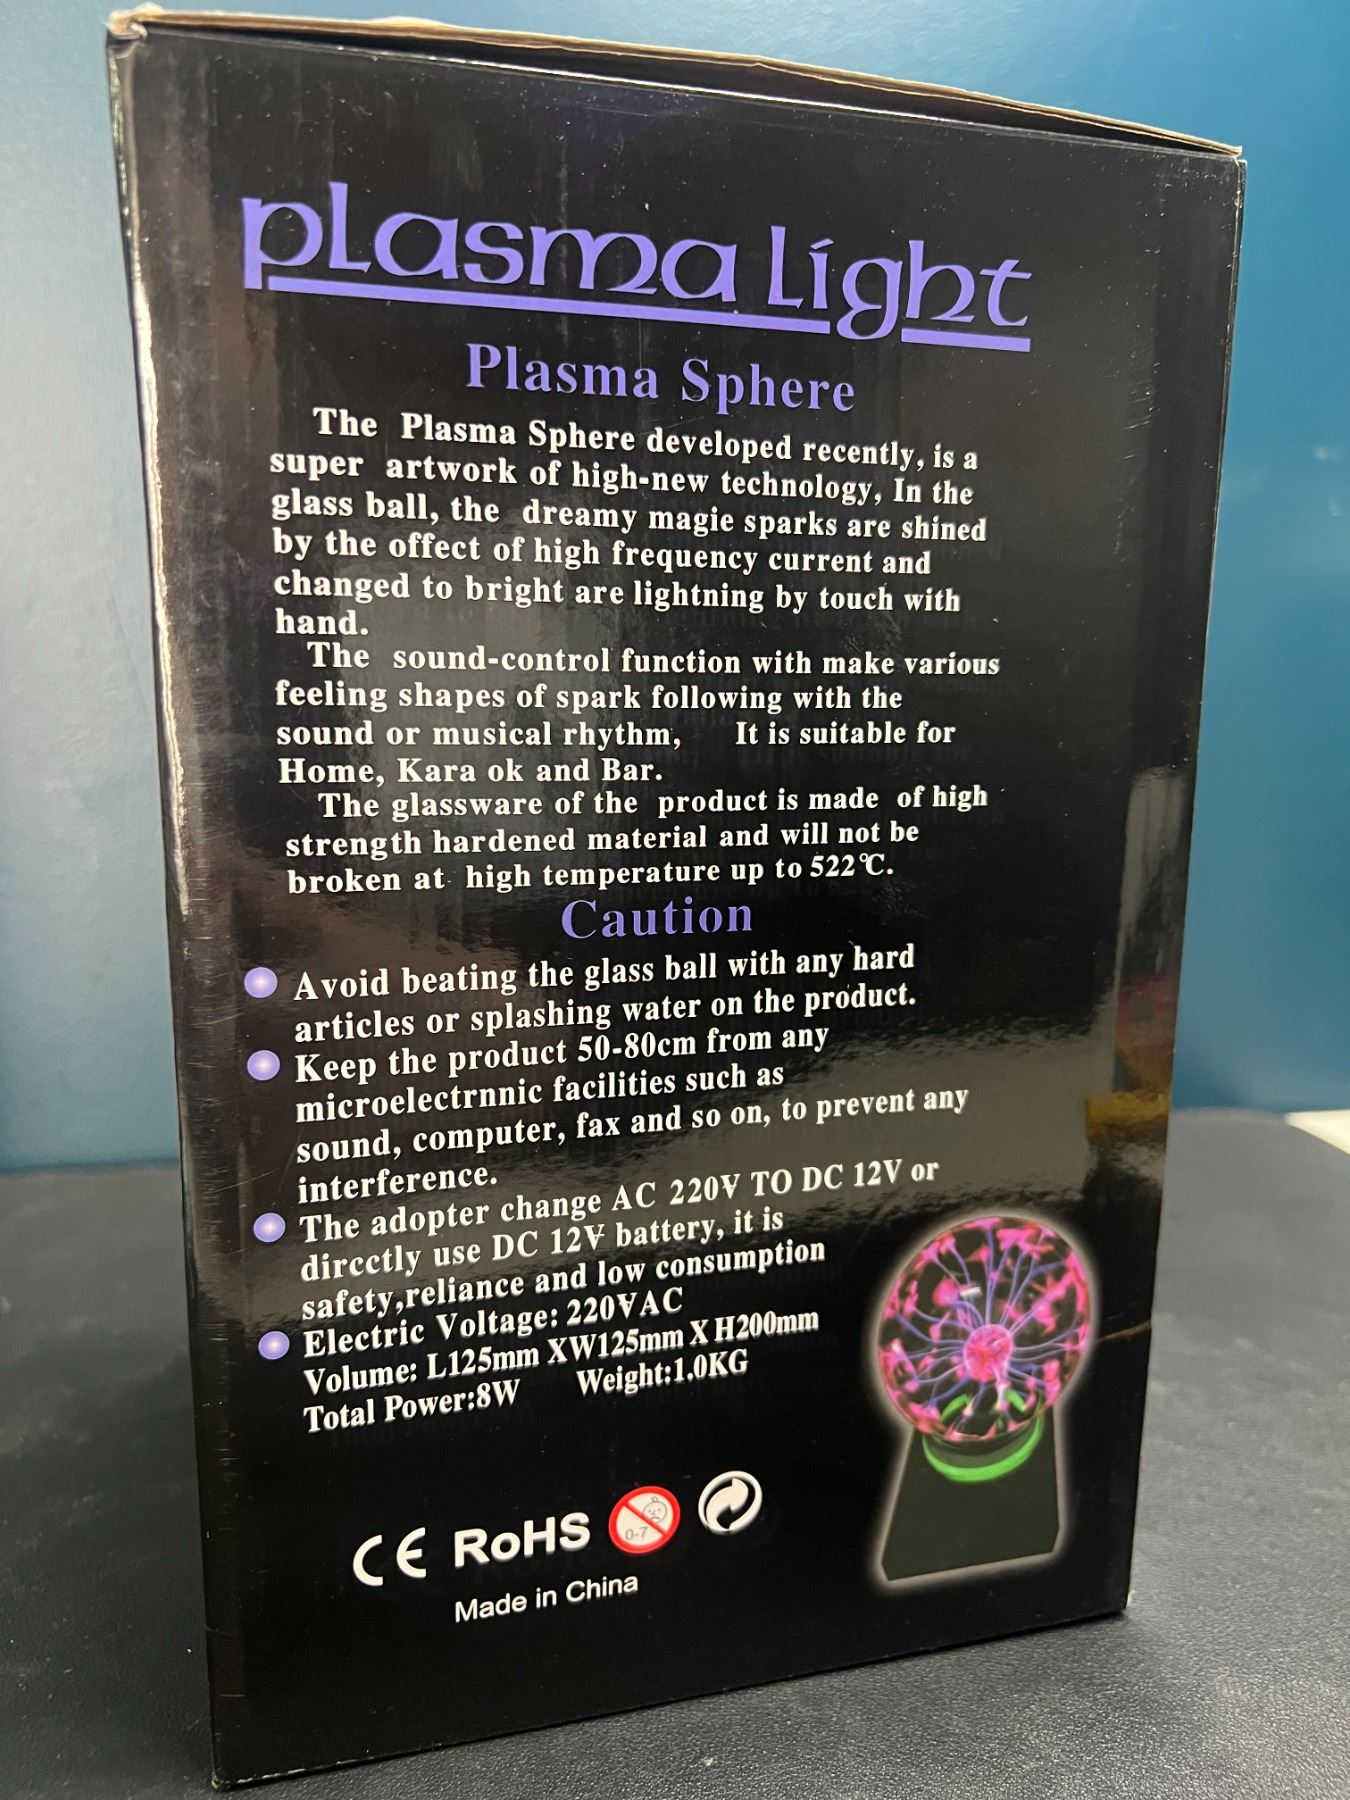 plasma light
Plasma Sphere
The Plasma Sphere developed recently, is a
super artwork of high-new technology, In the
glass ball, the dreamy magie sparks are shined
by the offect of high frequency current and
changed to bright are lightning by touch with
hand.
The sound-control function with make various
feeling shapes of spark following with the
sound or musical rhythm, It is suitable for
Home, Kara ok and Bar.
The glassware of the product is made of high
strength hardened material and will not be
broken at high temperature up to 522℃.
Caution
Avoid beating the glass ball with any hard
articles or splashing water on the product.
Keep the product 50-80cm from any
microelectrnnic facilities such as
sound, computer, fax and so on, to prevent any
interference.
The adopter change AC 220V TO DC 12V or
dircctly use DC 12V battery, it is
safety,reliance and low consumption
Electric Voltage: 220VAC
Volume: L125mm XW125mm X H200mm
Total Power:8W Weight:1.0KG
CE RoHS 0-7
Made in China